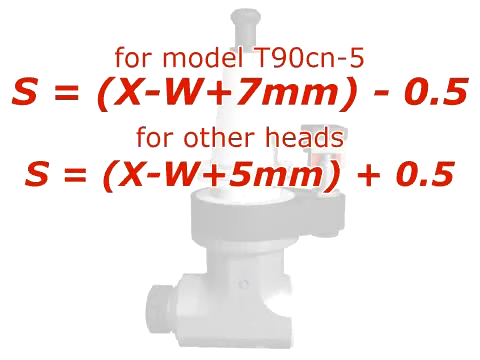 for model T90cn-5
S = (X-W+7mm) - 0.5
for other heads
S = (X-W+5mm) + 0.5